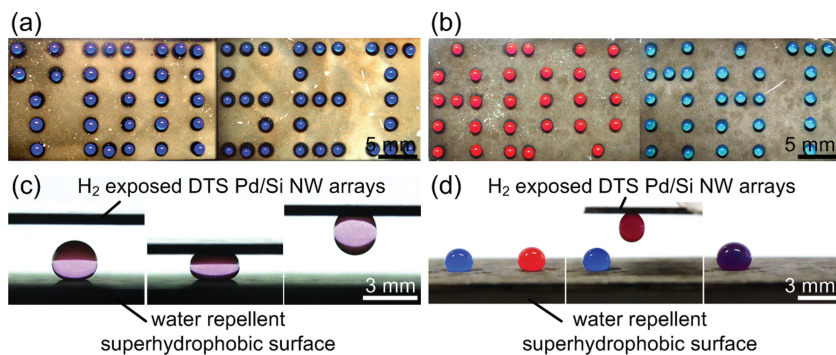 (a)
5 mm
(b)
5 mm
(c)
H₂ exposed DTS Pd/Si NW arrays
water repellent
superhydrophobic surface
3 mm
(d)
H₂ exposed DTS Pd/Si NW arrays
water repellent
superhydrophobic surface
3 mm